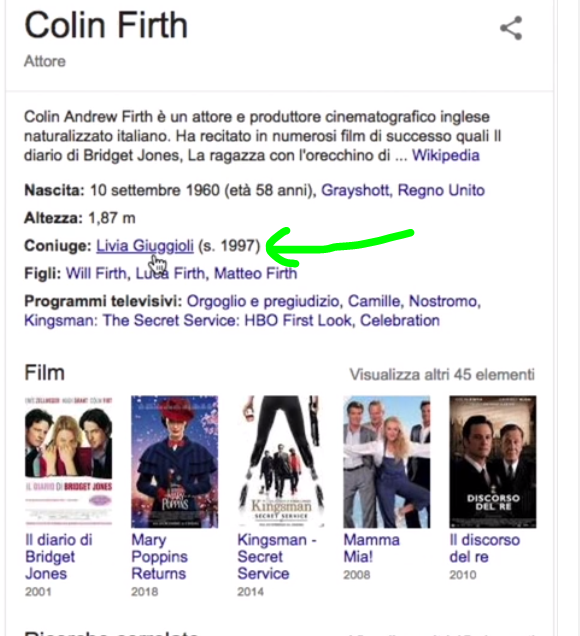 Colin Firth
Attore
Colin Andrew Firth è un attore e produttore cinematografico inglese
naturalizzato italiano. Ha recitato in numerosi film di successo quali Il
diario di Bridget Jones, La ragazza con l'orecchino di ... Wikipedia
Nascita: 10 settembre 1960 (età 58 anni), Grayshott, Regno Unito
Altezza: 1,87 m
Coniuge: Livia Giuggioli (s. 1997)
Figli: Will Firth, Luca Firth, Matteo Firth
Programmi televisivi: Orgoglio e pregiudizio, Camille, Nostromo,
Kingsman: The Secret Service: HBO First Look, Celebration
Film
Visualizza altri 45 elementi
IL DIARIO DI BRIDGET JONES
Mary
POPPINS
Kingsman
SECRET SERVICE
DISCORSO
DEL RE
Il diario di
Bridget
Jones
2001
Mary
Poppins
Returns
2018
Kingsman -
Secret
Service
2014
Mamma
Mia!
2008
Il discorso
del re
2010